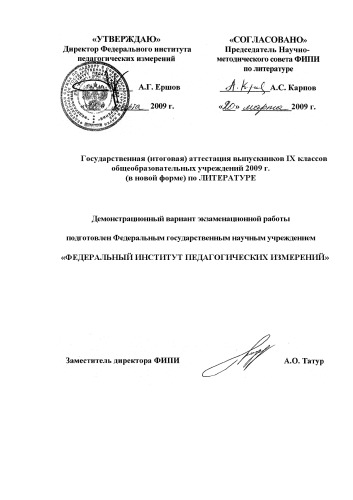 «УТВЕРЖДАЮ»
Директор Федерального института
педагогических измерений
А.Г. Ершов
2009 г.
«СОГЛАСОВАНО»
Председатель Научно-
методического совета ФИПИ
по литературе
А.С. Карпов
«20» марта 2009 г.
Государственная (итоговая) аттестация выпускников IX классов
общеобразовательных учреждений 2009 г.
(в новой форме) по ЛИТЕРАТУРЕ
Демонстрационный вариант экзаменационной работы
подготовлен Федеральным государственным научным учреждением
«ФЕДЕРАЛЬНЫЙ ИНСТИТУТ ПЕДАГОГИЧЕСКИХ ИЗМЕРЕНИЙ»
Заместитель директора ФИПИ
А.О. Татур